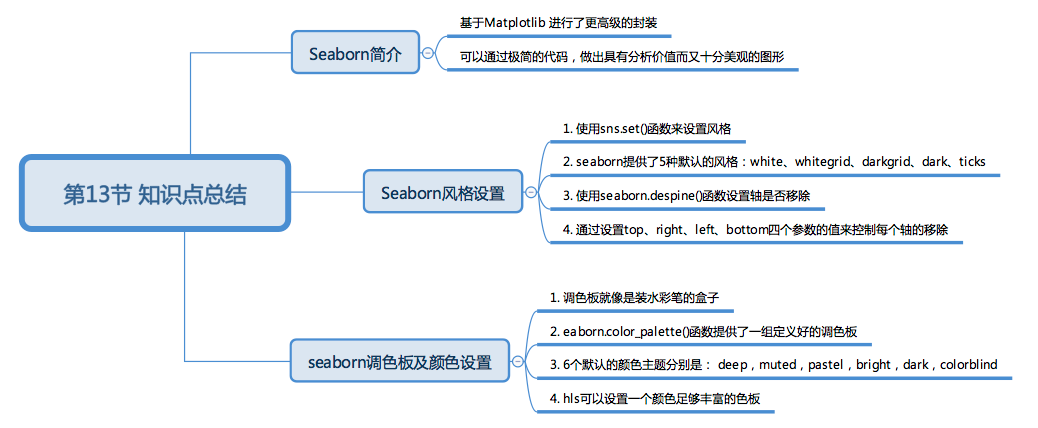 第13节 知识点总结
Seaborn简介
基于Matplotlib 进行了更高级的封装
可以通过极简的代码，做出具有分析价值而又十分美观的图形
Seaborn风格设置
1. 使用sns.set()函数来设置风格
2. seaborn提供了5种默认的风格：white、whitegrid、darkgrid、dark、ticks
3. 使用seaborn.despine()函数设置轴是否移除
4. 通过设置top、right、left、bottom四个参数的值来控制每个轴的移除
seaborn调色板及颜色设置
1. 调色板就像是装水彩笔的盒子
2. eaborn.color_palette()函数提供了一组定义好的调色板
3. 6个默认的颜色主题分别是： deep，muted，pastel，bright，dark，colorblind
4. hls可以设置一个颜色足够丰富的色板